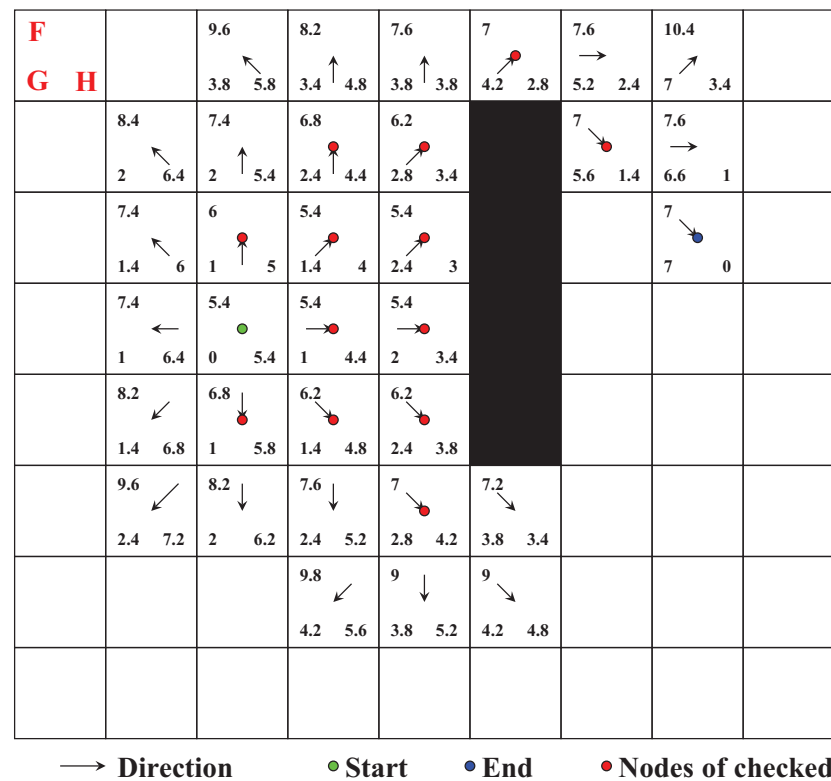 F 9.6 8.2 7.6 7 7.6 10.4
G H 3.8 5.8 3.4 4.8 3.8 3.8 4.2 2.8 5.2 2.4 7 3.4
8.4 7.4 6.8 6.2 7 7.6
2 6.4 2 5.4 2.4 4.4 2.8 3.4 5.6 1.4 6.6 1
7.4 6 5.4 5.4 7
1.4 6 1 5 1.4 4 2.4 3 7 0
7.4 5.4 5.4 5.4
1 6.4 0 5.4 1 4.4 2 3.4
8.2 6.8 6.2 6.2
1.4 6.8 1 5.8 1.4 4.8 2.4 3.8
9.6 8.2 7.6 7 7.2
2.4 7.2 2 6.2 2.4 5.2 2.8 4.2 3.8 3.4
9.8 9 9
4.2 5.6 3.8 5.2 4.2 4.8
Direction Start End Nodes of checked